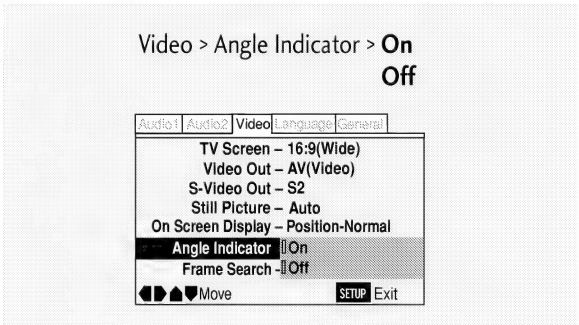 Video > Angle Indicator > On
Off
Audio1 Audio2 Video Language General
TV Screen – 16:9(Wide)
Video Out – AV(Video)
S-Video Out – S2
Still Picture – Auto
On Screen Display – Position-Normal
Angle Indicator On
Frame Search - Off
Move SETUP Exit